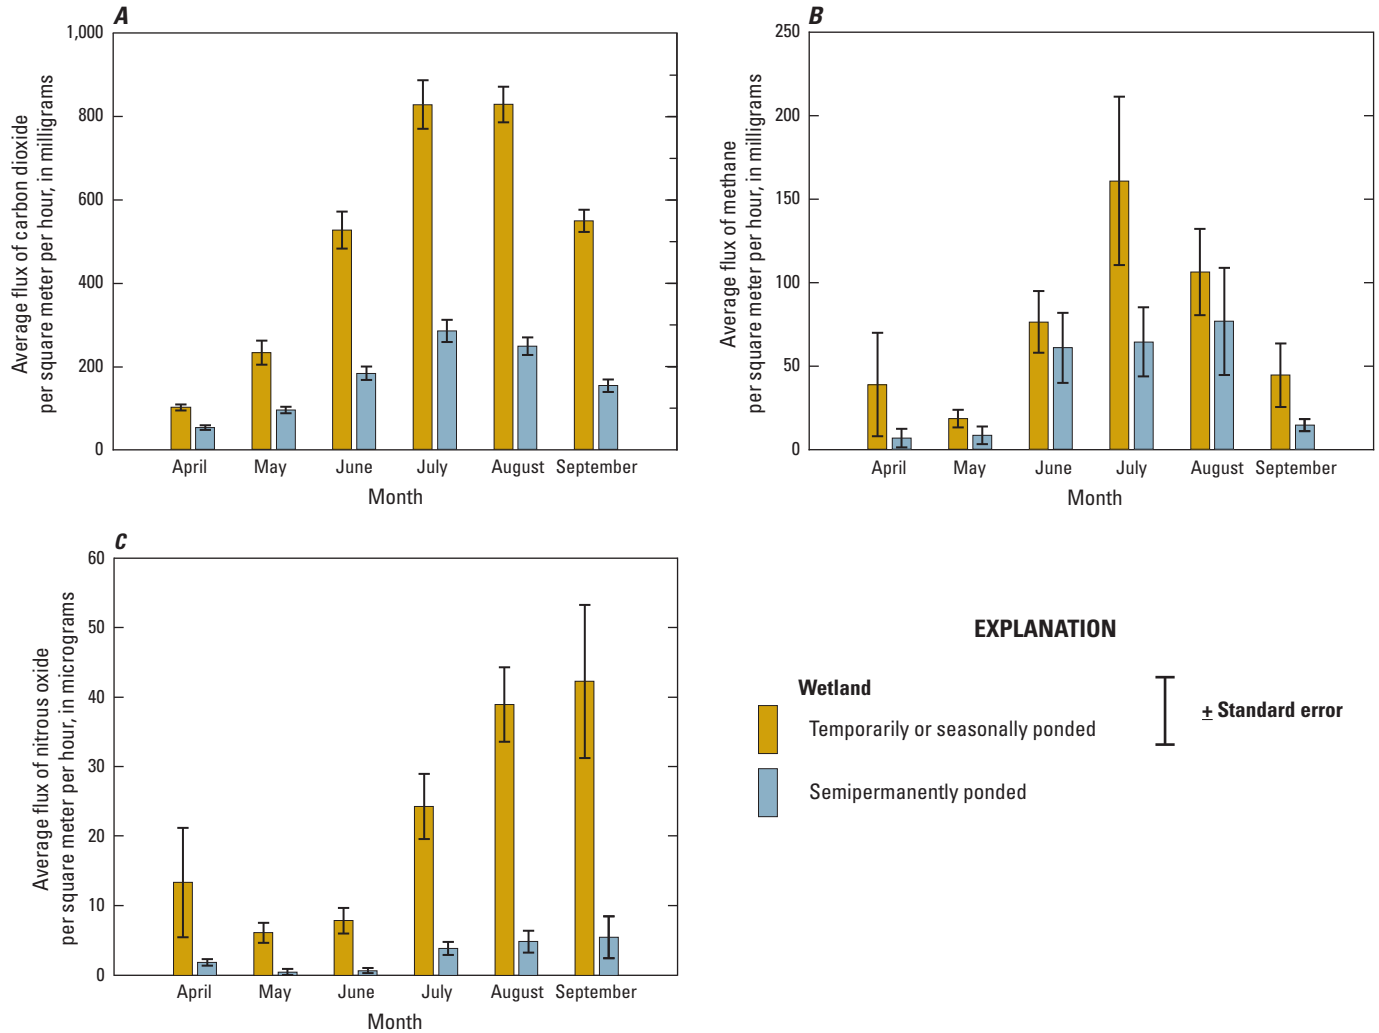 A
Average flux of carbon dioxide
per square meter per hour, in milligrams
1,000
800
600
400
200
0
April May June July August September
Month
B
Average flux of methane
per square meter per hour, in milligrams
250
200
150
100
50
0
April May June July August September
Month
C
Average flux of nitrous oxide
per square meter per hour, in micrograms
60
50
40
30
20
10
0
April May June July August September
Month
EXPLANATION
Wetland
Temporarily or seasonally ponded
Semipermanently ponded
± Standard error